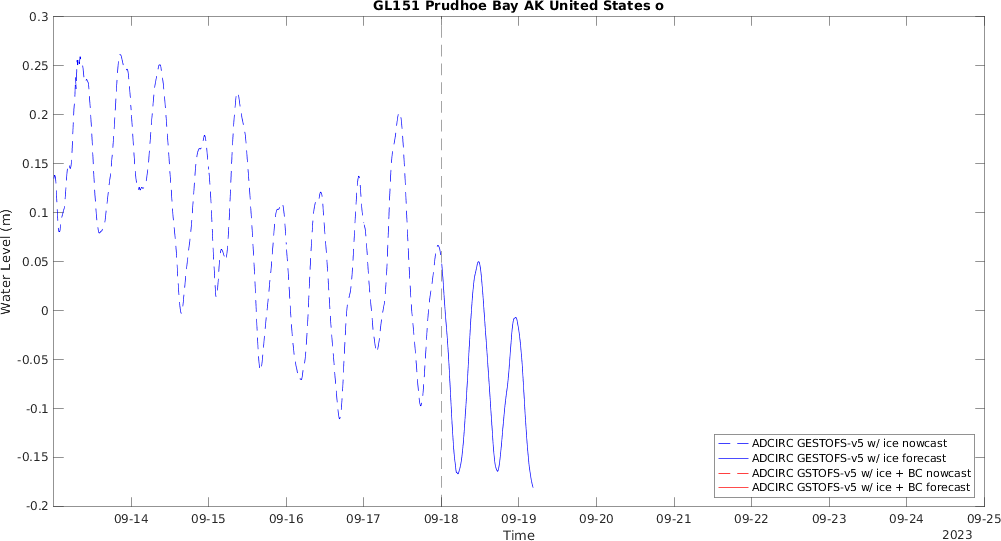 GL151 Prudhoe Bay AK United States o
0.3
0.25
0.2
0.15
0.1
0.05
0
-0.05
-0.1
-0.15
-0.2
Water Level (m)
ADCIRC GESTOFS-v5 w/ ice nowcast
ADCIRC GESTOFS-v5 w/ ice forecast
ADCIRC GSTOFS-v5 w/ ice + BC nowcast
ADCIRC GSTOFS-v5 w/ ice + BC forecast
09-14 09-15 09-16 09-17 09-18 09-19 09-20 09-21 09-22 09-23 09-24 09-25
Time
2023